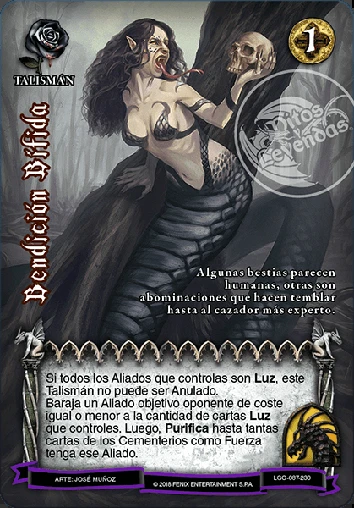 TALISMÁN
1
Mitos y Leyendas
Bendición Bífida
Algunas bestias parecen
humanas, otras son
abominaciones que hacen temblar
hasta al cazador más experto.
Si todos los Aliados que controlas son Luz, este
Talismán no puede ser Anulado.
Baraja un Aliado objetivo oponente de coste
igual o menor a la cantidad de cartas Luz
que controles. Luego, Purifica hasta tantas
cartas de los Cementerios como Fuerza
tenga ese Aliado.
ARTE: JOSÉ MUÑOZ
© 2018 FENIX ENTERTAINMENT S.P.A